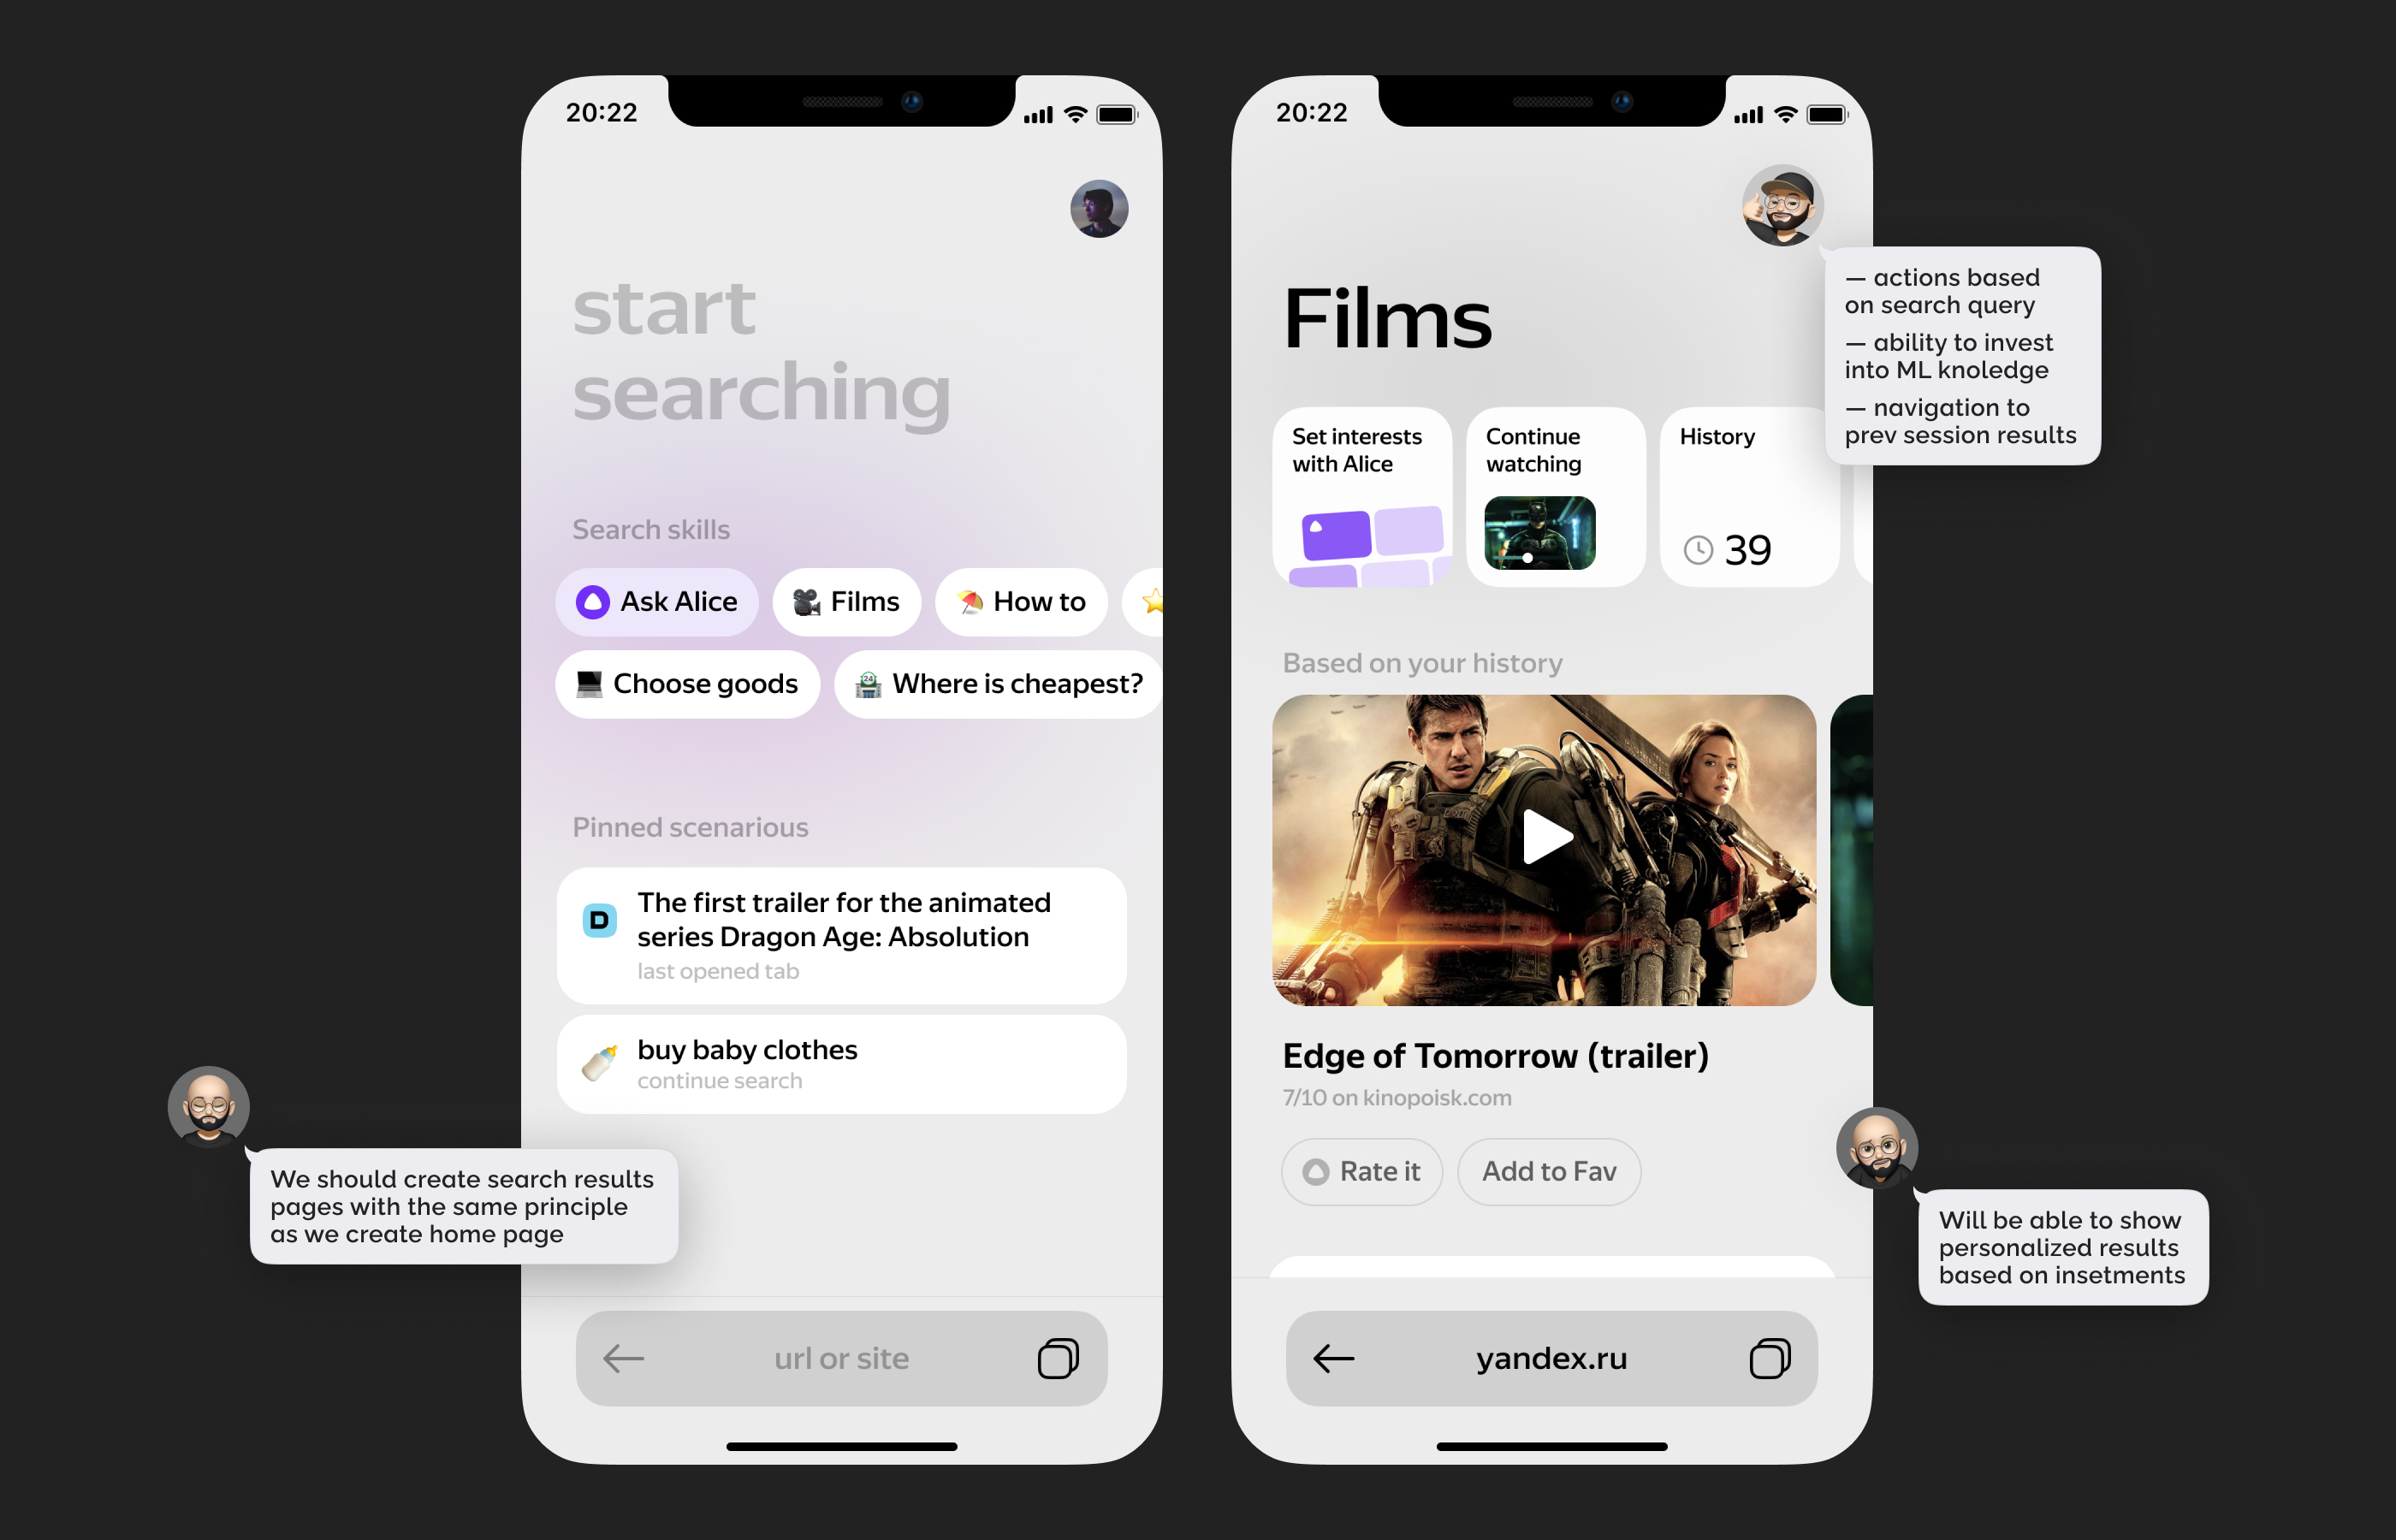 20:22
start
searching
Search skills
Ask Alice
Films
How to
Choose goods
24
Where is cheapest?
Pinned scenarious
D
The first trailer for the animated
series Dragon Age: Absolution
last opened tab
buy baby clothes
continue search
We should create search results
pages with the same principle
as we create home page
url or site
20:22
— actions based
on search query
— ability to invest
into ML knoledge
— navigation to
prev session results
Films
Set interests
with Alice
Continue
watching
History
39
Based on your history
Edge of Tomorrow (trailer)
7/10 on kinopoisk.com
Rate it
Add to Fav
Will be able to show
personalized results
based on insetments
yandex.ru